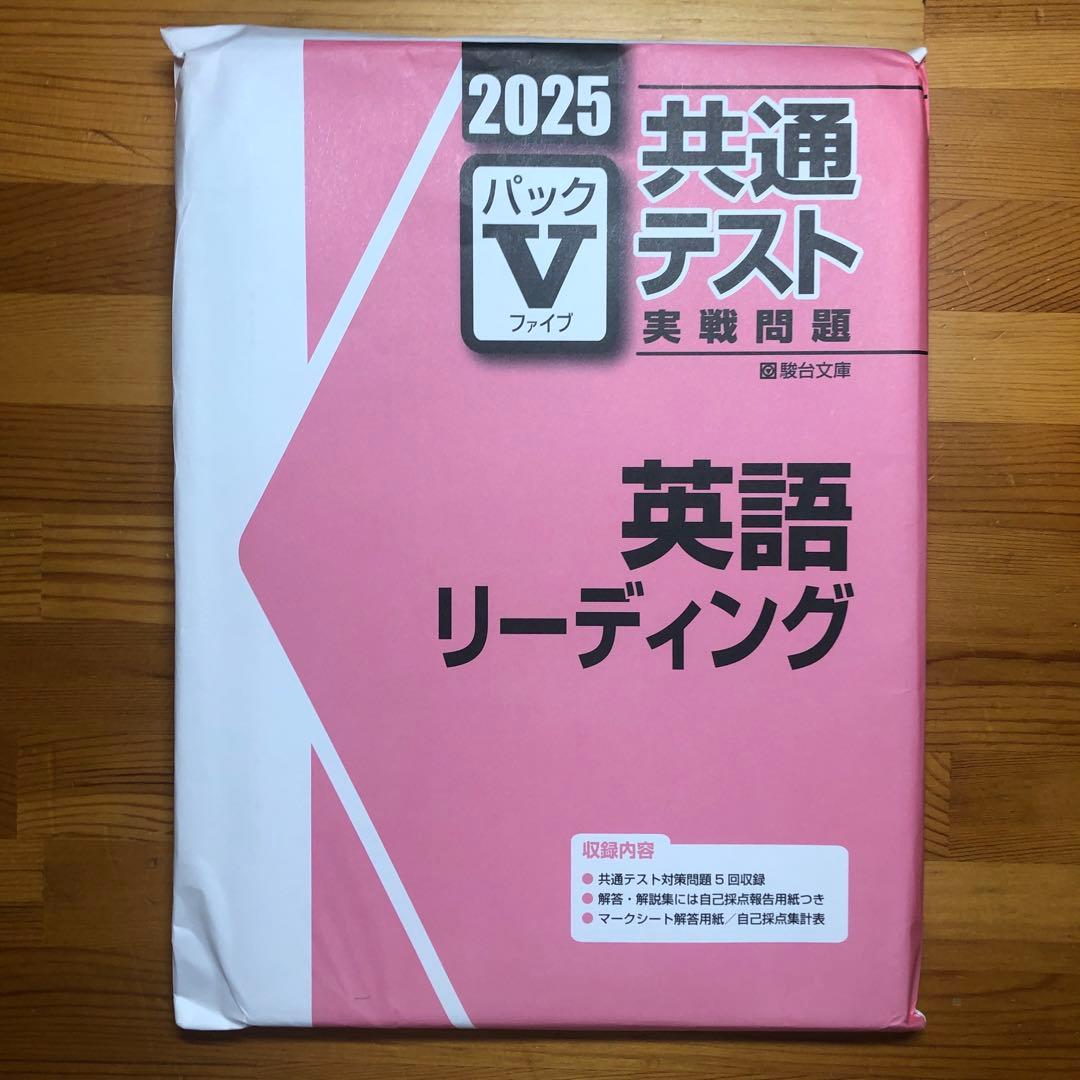 2025
パック
V
ファイブ
共通
テスト
実戦問題
駿台文庫
英語
リーディング
収録内容
● 共通テスト対策問題5回収録
● 解答・解説集には自己採点報告用紙つき
● マークシート解答用紙／自己採点集計表